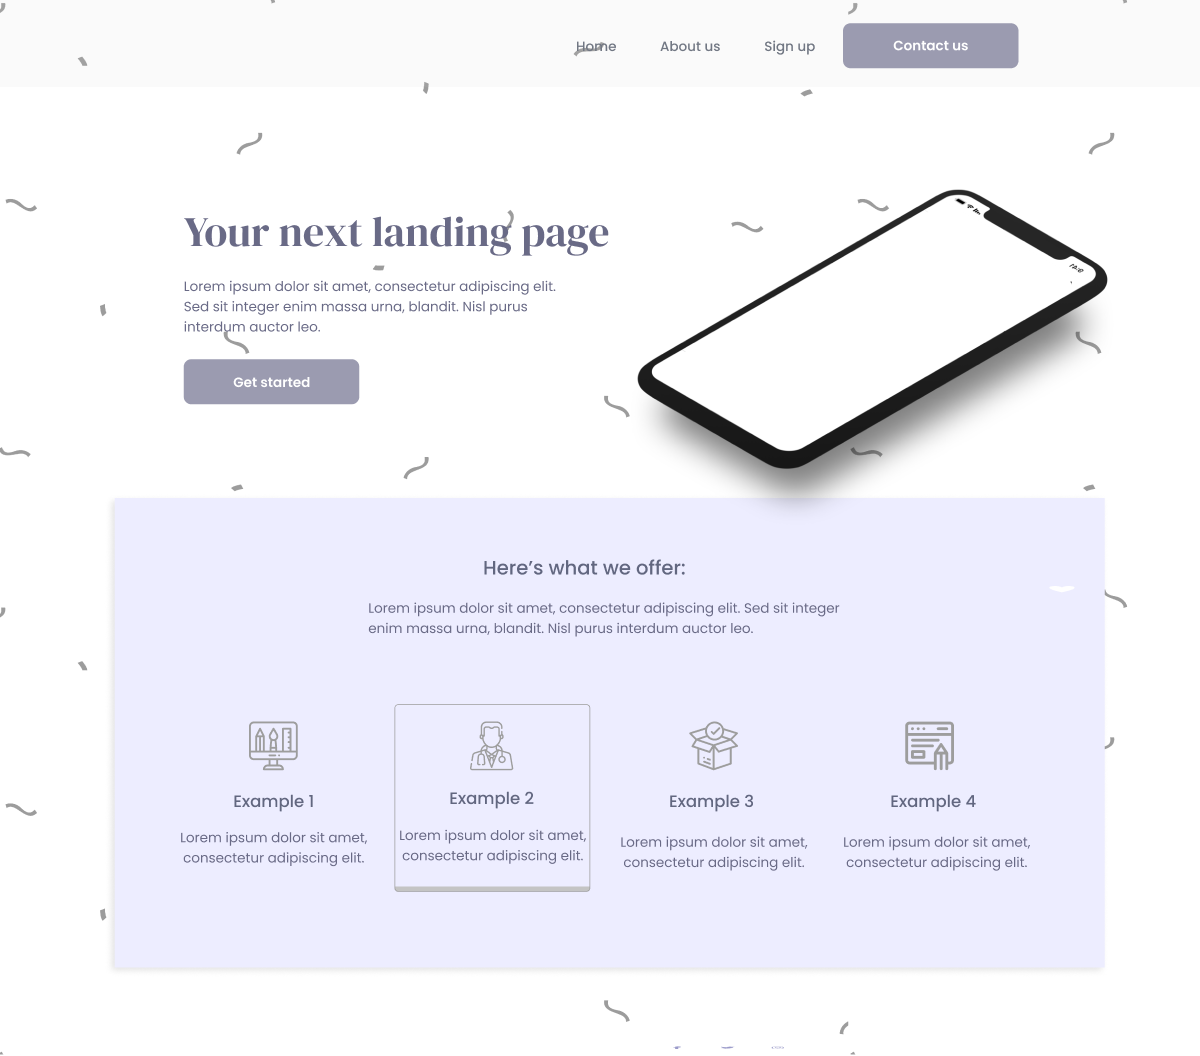 Home About us Sign up Contact us
Your next landing page
Lorem ipsum dolor sit amet, consectetur adipiscing elit.
Sed sit integer enim massa urna, blandit. Nisl purus
interdum auctor leo.
Get started
Here’s what we offer:
Lorem ipsum dolor sit amet, consectetur adipiscing elit. Sed sit integer
enim massa urna, blandit. Nisl purus interdum auctor leo.
Example 1
Lorem ipsum dolor sit amet,
consectetur adipiscing elit.
Example 2
Lorem ipsum dolor sit amet,
consectetur adipiscing elit.
Example 3
Lorem ipsum dolor sit amet,
consectetur adipiscing elit.
Example 4
Lorem ipsum dolor sit amet,
consectetur adipiscing elit.